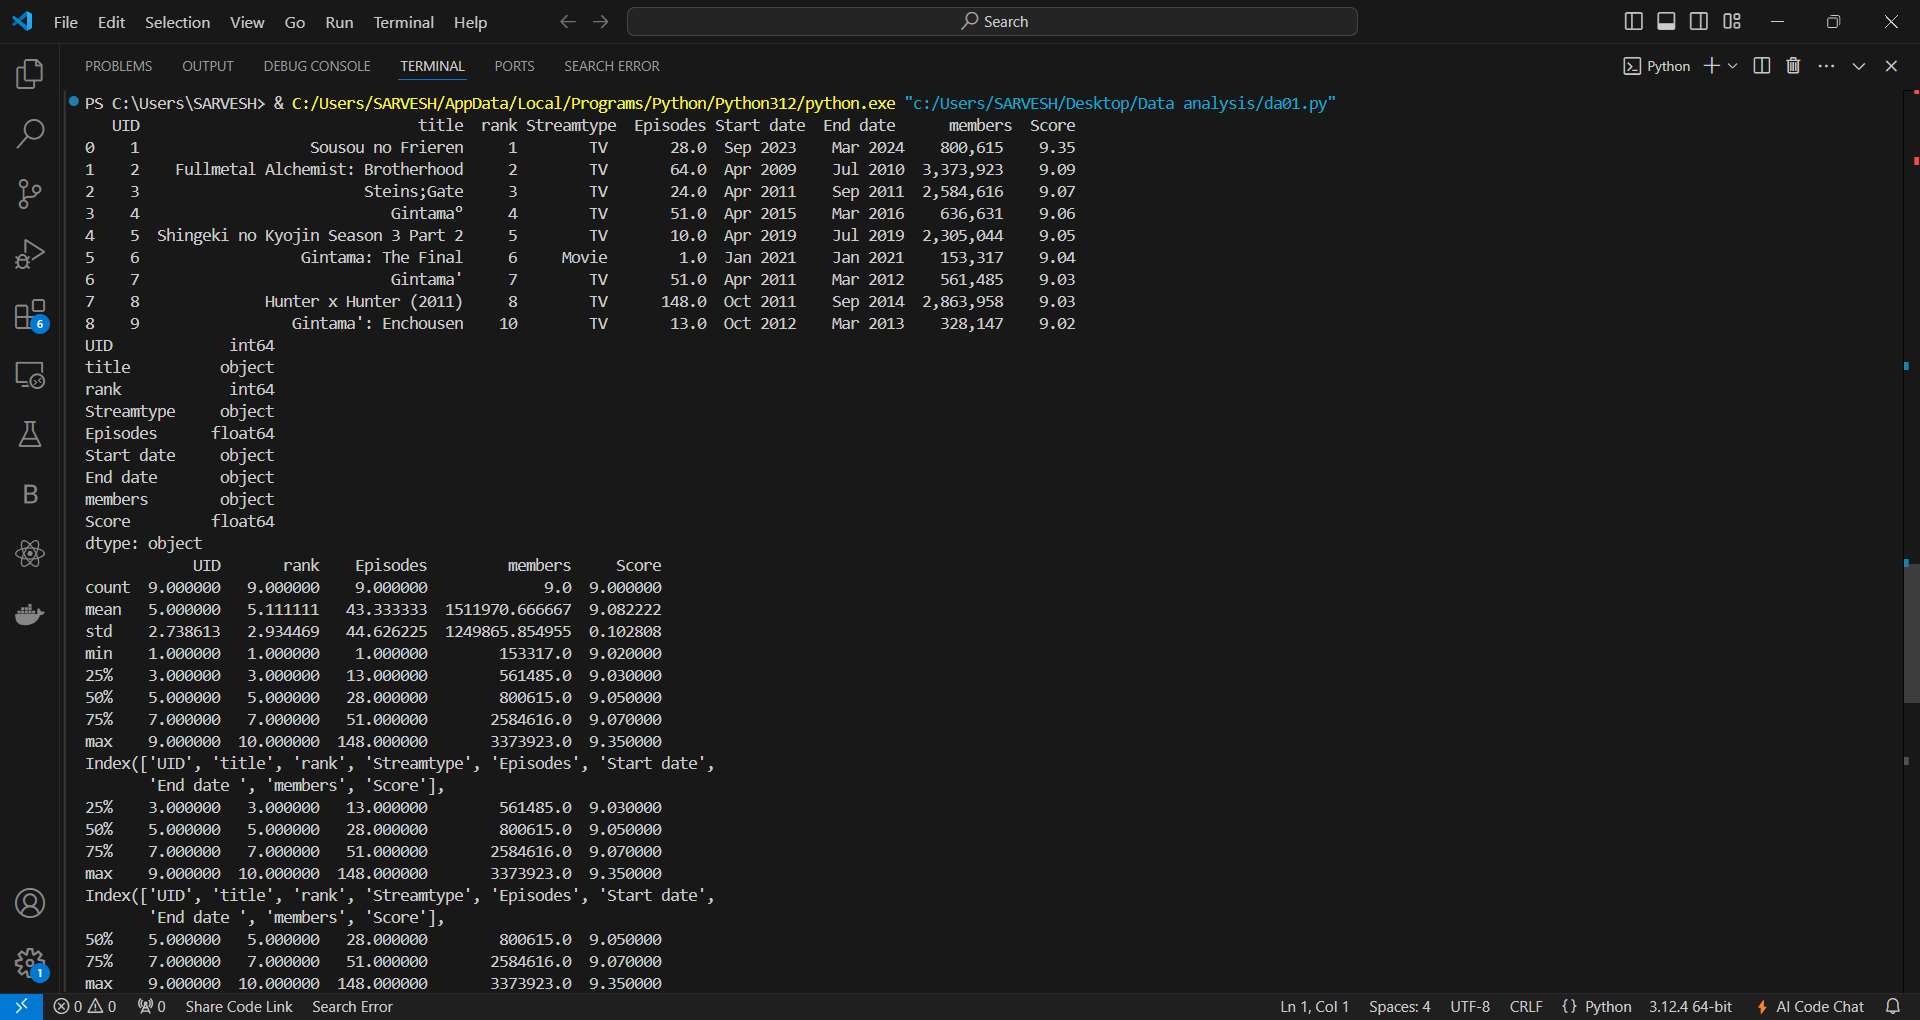 File Edit Selection View Go Run Terminal Help Search
PROBLEMS OUTPUT DEBUG CONSOLE TERMINAL PORTS SEARCH ERROR Python
PS C:\Users\SARVESH> & C:/Users/SARVESH/AppData/Local/Programs/Python/Python312/python.exe "c:/Users/SARVESH/Desktop/Data analysis/da01.py"
UID title rank Streamtype Episodes Start date End date members Score
0 1 Sousou no Frieren 1 TV 28.0 Sep 2023 Mar 2024 800,615 9.35
1 2 Fullmetal Alchemist: Brotherhood 2 TV 64.0 Apr 2009 Jul 2010 3,373,923 9.09
2 3 Steins;Gate 3 TV 24.0 Apr 2011 Sep 2011 2,584,616 9.07
3 4 Gintama° 4 TV 51.0 Apr 2015 Mar 2016 636,631 9.06
4 5 Shingeki no Kyojin Season 3 Part 2 5 TV 10.0 Apr 2019 Jul 2019 2,305,044 9.05
5 6 Gintama: The Final 6 Movie 1.0 Jan 2021 Jan 2021 153,317 9.04
6 7 Gintama' 7 TV 51.0 Apr 2011 Mar 2012 561,485 9.03
7 8 Hunter x Hunter (2011) 8 TV 148.0 Oct 2011 Sep 2014 2,863,958 9.03
8 9 Gintama': Enchousen 10 TV 13.0 Oct 2012 Mar 2013 328,147 9.02
UID int64
title object
rank int64
Streamtype object
Episodes float64
Start date object
End date object
members object
Score float64
dtype: object
UID rank Episodes members Score
count 9.000000 9.000000 9.000000 9.0 9.000000
mean 5.000000 5.111111 43.333333 1511970.666667 9.082222
std 2.738613 2.934469 44.626225 1249865.854955 0.102808
min 1.000000 1.000000 1.000000 153317.0 9.020000
25% 3.000000 3.000000 13.000000 561485.0 9.030000
50% 5.000000 5.000000 28.000000 800615.0 9.050000
75% 7.000000 7.000000 51.000000 2584616.0 9.070000
max 9.000000 10.000000 148.000000 3373923.0 9.350000
Index(['UID', 'title', 'rank', 'Streamtype', 'Episodes', 'Start date',
'End date ', 'members', 'Score'],
25% 3.000000 3.000000 13.000000 561485.0 9.030000
50% 5.000000 5.000000 28.000000 800615.0 9.050000
75% 7.000000 7.000000 51.000000 2584616.0 9.070000
max 9.000000 10.000000 148.000000 3373923.0 9.350000
Index(['UID', 'title', 'rank', 'Streamtype', 'Episodes', 'Start date',
'End date ', 'members', 'Score'],
50% 5.000000 5.000000 28.000000 800615.0 9.050000
75% 7.000000 7.000000 51.000000 2584616.0 9.070000
max 9.000000 10.000000 148.000000 3373923.0 9.350000
6
B
1
0 0 0 Share Code Link Search Error Ln 1, Col 1 Spaces: 4 UTF-8 CRLF {} Python 3.12.4 64-bit AI Code Chat